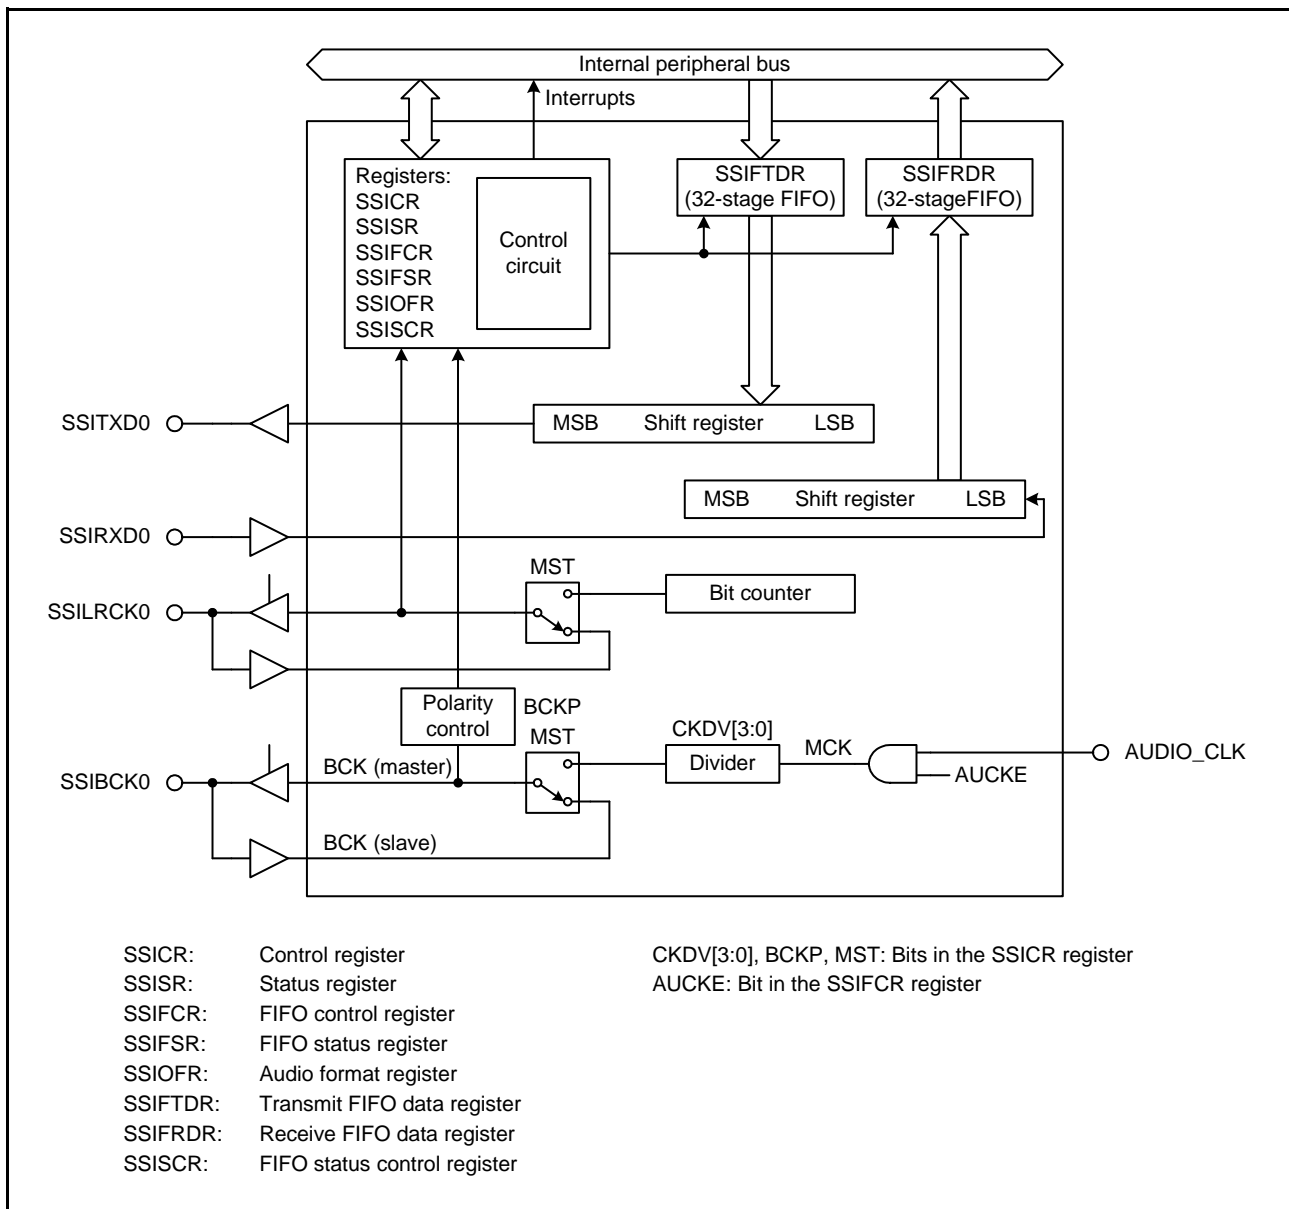 Internal peripheral bus
Interrupts
Registers:
SSICR
SSISR
SSIFCR
SSIFSR
SSIOFR
SSISCR
Control
circuit
SSIFTDR
(32-stage FIFO)
SSIFRDR
(32-stageFIFO)
SSITXD0
MSB Shift register LSB
MSB Shift register LSB
SSIRXD0
MST
Bit counter
SSILRCK0
Polarity
control
BCKP
MST
CKDV[3:0]
Divider
MCK
AUCKE
AUDIO_CLK
SSIBCK0
BCK (master)
BCK (slave)
SSICR: Control register
SSISR: Status register
SSIFCR: FIFO control register
SSIFSR: FIFO status register
SSIOFR: Audio format register
SSIFTDR: Transmit FIFO data register
SSIFRDR: Receive FIFO data register
SSISCR: FIFO status control register
CKDV[3:0], BCKP, MST: Bits in the SSICR register
AUCKE: Bit in the SSIFCR register